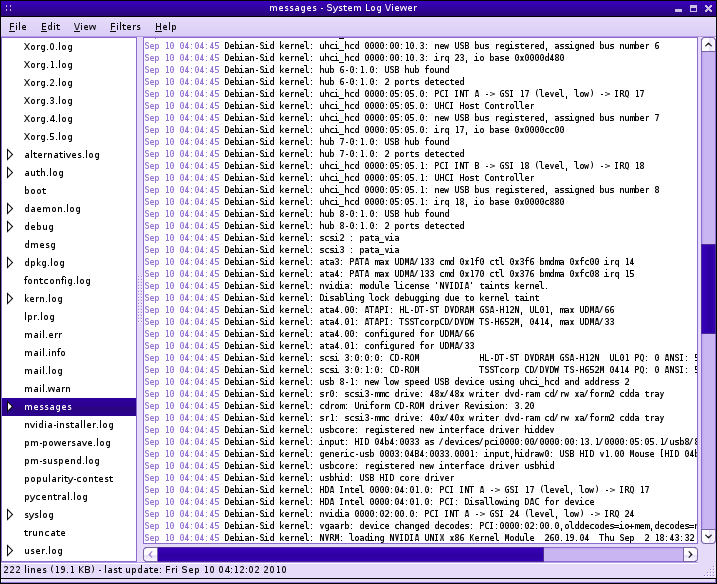 messages - System Log Viewer
File Edit View Filters Help
Xorg.0.log
Xorg.1.log
Xorg.2.log
Xorg.3.log
Xorg.4.log
Xorg.5.log
alternatives.log
auth.log
boot
daemon.log
debug
dmesg
dpkg.log
fontconfig.log
kern.log
lpr.log
mail.err
mail.info
mail.log
mail.warn
messages
nvidia-installer.log
pm-powersave.log
pm-suspend.log
popularity-contest
pycentral.log
syslog
truncate
user.log
Sep 10 04:04:45 Debian-Sid kernel: uhci_hcd 0000:00:10.3: new USB bus registered, assigned bus number 6
Sep 10 04:04:45 Debian-Sid kernel: uhci_hcd 0000:00:10.3: irq 23, io base 0x0000d480
Sep 10 04:04:45 Debian-Sid kernel: hub 6-0:1.0: USB hub found
Sep 10 04:04:45 Debian-Sid kernel: hub 6-0:1.0: 2 ports detected
Sep 10 04:04:45 Debian-Sid kernel: uhci_hcd 0000:05:05.0: PCI INT A -> GSI 17 (level, low) -> IRQ 17
Sep 10 04:04:45 Debian-Sid kernel: uhci_hcd 0000:05:05.0: UHCI Host Controller
Sep 10 04:04:45 Debian-Sid kernel: uhci_hcd 0000:05:05.0: new USB bus registered, assigned bus number 7
Sep 10 04:04:45 Debian-Sid kernel: uhci_hcd 0000:05:05.0: irq 17, io base 0x0000cc00
Sep 10 04:04:45 Debian-Sid kernel: hub 7-0:1.0: USB hub found
Sep 10 04:04:45 Debian-Sid kernel: hub 7-0:1.0: 2 ports detected
Sep 10 04:04:45 Debian-Sid kernel: uhci_hcd 0000:05:05.1: PCI INT B -> GSI 18 (level, low) -> IRQ 18
Sep 10 04:04:45 Debian-Sid kernel: uhci_hcd 0000:05:05.1: UHCI Host Controller
Sep 10 04:04:45 Debian-Sid kernel: uhci_hcd 0000:05:05.1: new USB bus registered, assigned bus number 8
Sep 10 04:04:45 Debian-Sid kernel: uhci_hcd 0000:05:05.1: irq 18, io base 0x0000c880
Sep 10 04:04:45 Debian-Sid kernel: hub 8-0:1.0: USB hub found
Sep 10 04:04:45 Debian-Sid kernel: hub 8-0:1.0: 2 ports detected
Sep 10 04:04:45 Debian-Sid kernel: scsi2 : pata_via
Sep 10 04:04:45 Debian-Sid kernel: scsi3 : pata_via
Sep 10 04:04:45 Debian-Sid kernel: ata3: PATA max UDMA/133 cmd 0x1f0 ctl 0x3f6 bmdma 0xfc00 irq 14
Sep 10 04:04:45 Debian-Sid kernel: ata4: PATA max UDMA/133 cmd 0x170 ctl 0x376 bmdma 0xfc08 irq 15
Sep 10 04:04:45 Debian-Sid kernel: nvidia: module license 'NVIDIA' taints kernel.
Sep 10 04:04:45 Debian-Sid kernel: Disabling lock debugging due to kernel taint
Sep 10 04:04:45 Debian-Sid kernel: ata4.00: ATAPI: HL-DT-ST DVDRAM GSA-H12N, UL01, max UDMA/66
Sep 10 04:04:45 Debian-Sid kernel: ata4.01: ATAPI: TSSTcorpCD/DVDW TS-H652M, 0414, max UDMA/33
Sep 10 04:04:45 Debian-Sid kernel: ata4.00: configured for UDMA/66
Sep 10 04:04:45 Debian-Sid kernel: ata4.01: configured for UDMA/33
Sep 10 04:04:45 Debian-Sid kernel: scsi 3:0:0:0: CD-ROM HL-DT-ST DVDRAM GSA-H12N UL01 PQ: 0 ANSI: 5
Sep 10 04:04:45 Debian-Sid kernel: scsi 3:0:1:0: CD-ROM TSSTcorp CD/DVDW TS-H652M 0414 PQ: 0 ANSI: 5
Sep 10 04:04:45 Debian-Sid kernel: usb 8-1: new low speed USB device using uhci_hcd and address 2
Sep 10 04:04:45 Debian-Sid kernel: sr0: scsi3-mmc drive: 48x/48x writer dvd-ram cd/rw xa/form2 cdda tray
Sep 10 04:04:45 Debian-Sid kernel: cdrom: Uniform CD-ROM driver Revision: 3.20
Sep 10 04:04:45 Debian-Sid kernel: sr1: scsi3-mmc drive: 40x/40x writer dvd-ram cd/rw xa/form2 cdda tray
Sep 10 04:04:45 Debian-Sid kernel: usbcore: registered new interface driver hiddev
Sep 10 04:04:45 Debian-Sid kernel: input: HID 04b4:0033 as /devices/pci0000:00/0000:00:13.1/0000:05:05.1/usb8/8
Sep 10 04:04:45 Debian-Sid kernel: generic-usb 0003:04B4:0033.0001: input,hidraw0: USB HID v1.00 Mouse [HID 04b
Sep 10 04:04:45 Debian-Sid kernel: usbcore: registered new interface driver usbhid
Sep 10 04:04:45 Debian-Sid kernel: usbhid: USB HID core driver
Sep 10 04:04:45 Debian-Sid kernel: HDA Intel 0000:04:01.0: PCI INT A -> GSI 17 (level, low) -> IRQ 17
Sep 10 04:04:45 Debian-Sid kernel: HDA Intel 0000:04:01.0: PCI: Disallowing DAC for device
Sep 10 04:04:45 Debian-Sid kernel: nvidia 0000:02:00.0: PCI INT A -> GSI 24 (level, low) -> IRQ 24
Sep 10 04:04:45 Debian-Sid kernel: vgaarb: device changed decodes: PCI:0000:02:00.0,olddecodes=io+mem,decodes=n
Sep 10 04:04:45 Debian-Sid kernel: NVRM: loading NVIDIA UNIX x86 Kernel Module 260.19.04 Thu Sep 2 18:43:32
222 lines (19.1 KB) - last update: Fri Sep 10 04:12:02 2010